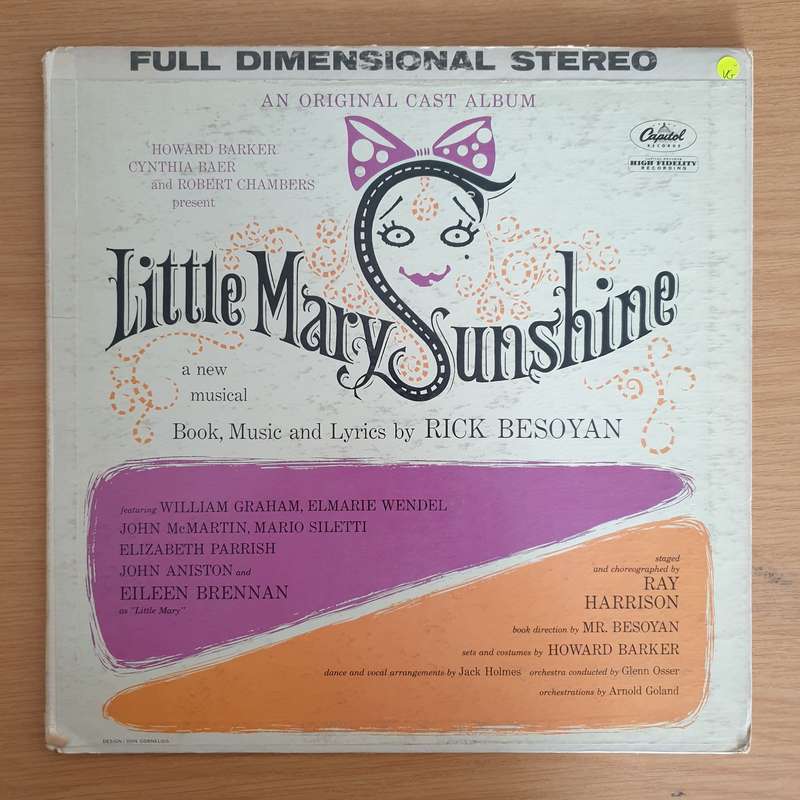 FULL DIMENSIONAL STEREO
AN ORIGINAL CAST ALBUM
HOWARD BARKER
CYNTHIA BAER
and ROBERT CHAMBERS
present
Capitol
RECORDS
HIGH FIDELITY
RECORDING
Little Mary Sunshine
a new
musical
Book, Music and Lyrics by RICK BESOYAN
featuring WILLIAM GRAHAM, ELMARIE WENDEL
JOHN McMARTIN, MARIO SILETTI
ELIZABETH PARRISH
JOHN ANISTON and
EILEEN BRENNAN
as "Little Mary"
staged
and choreographed by
RAY
HARRISON
book direction by MR. BESOYAN
sets and costumes by HOWARD BARKER
dance and vocal arrangements by Jack Holmes orchestra conducted by Glenn Osser
orchestrations by Arnold Goland
DESIGN: DON CORNELIUS